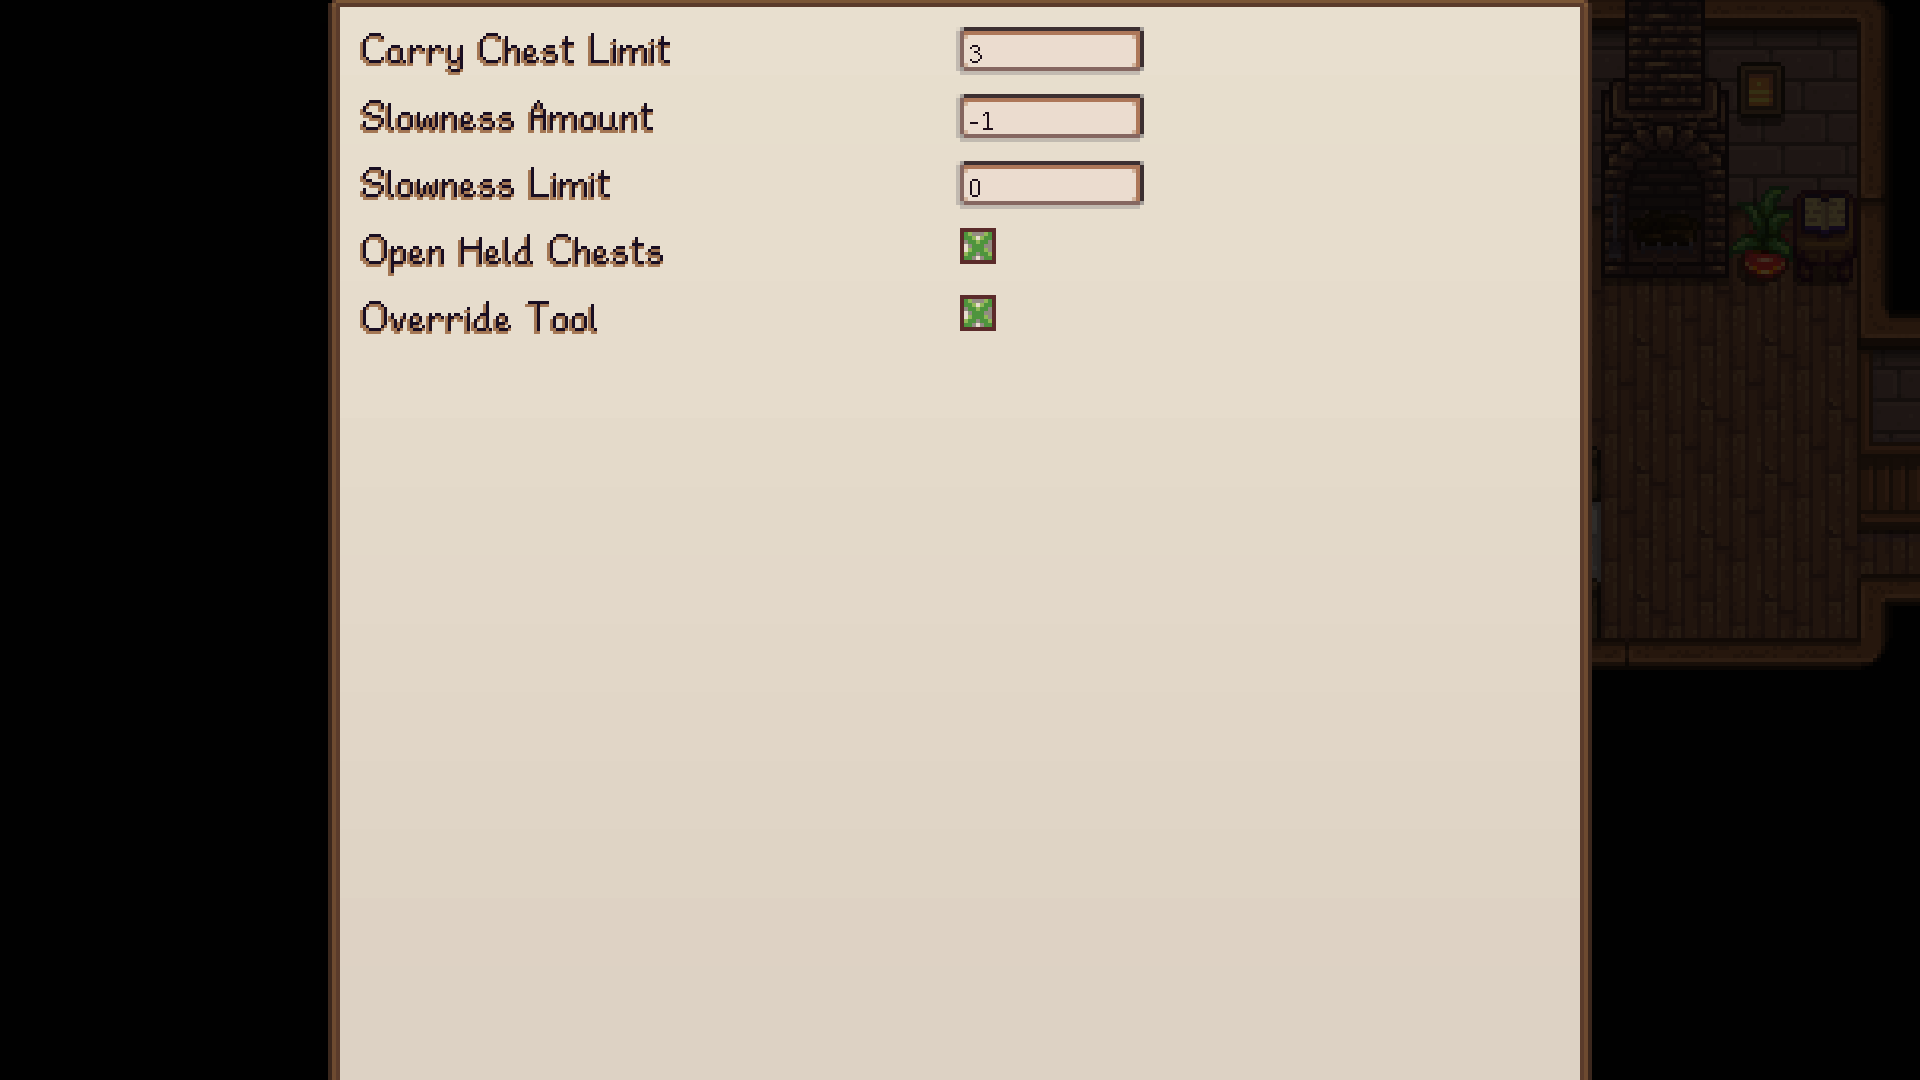 Carry Chest Limit 3
Slowness Amount -1
Slowness Limit 0
Open Held Chests
Override Tool